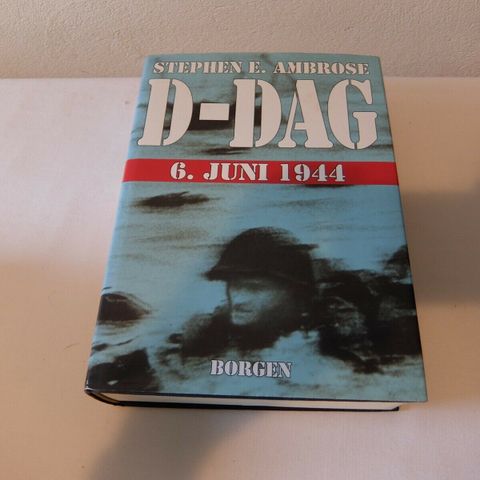 STEPHEN E. AMBROSE
D-DAG
6. JUNI 1944
BORGEN